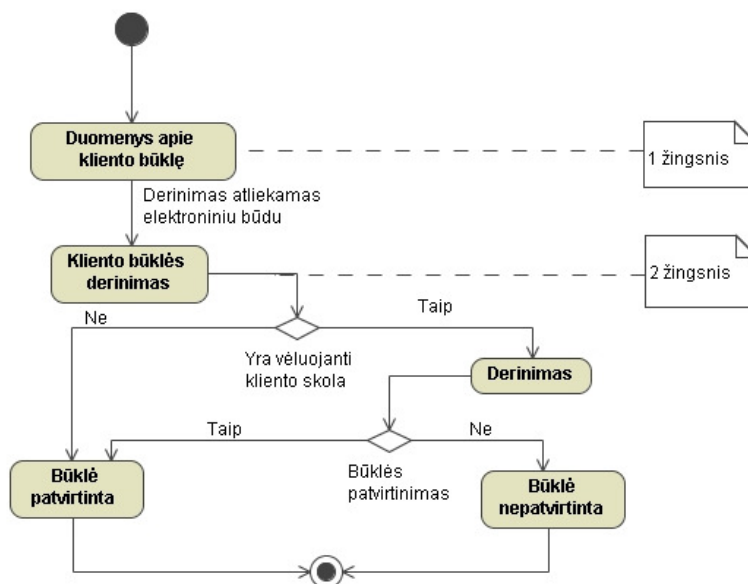 Duomenys apie
kliento būklę
1 žingsnis
Derinimas atliekamas
elektroniniu būdu
Kliento būklės
derinimas
2 žingsnis
Ne
Taip
Yra vėluojanti
kliento skola
Derinimas
Taip
Ne
Būklės
patvirtinimas
Būklė
patvirtinta
Būklė
nepatvirtinta